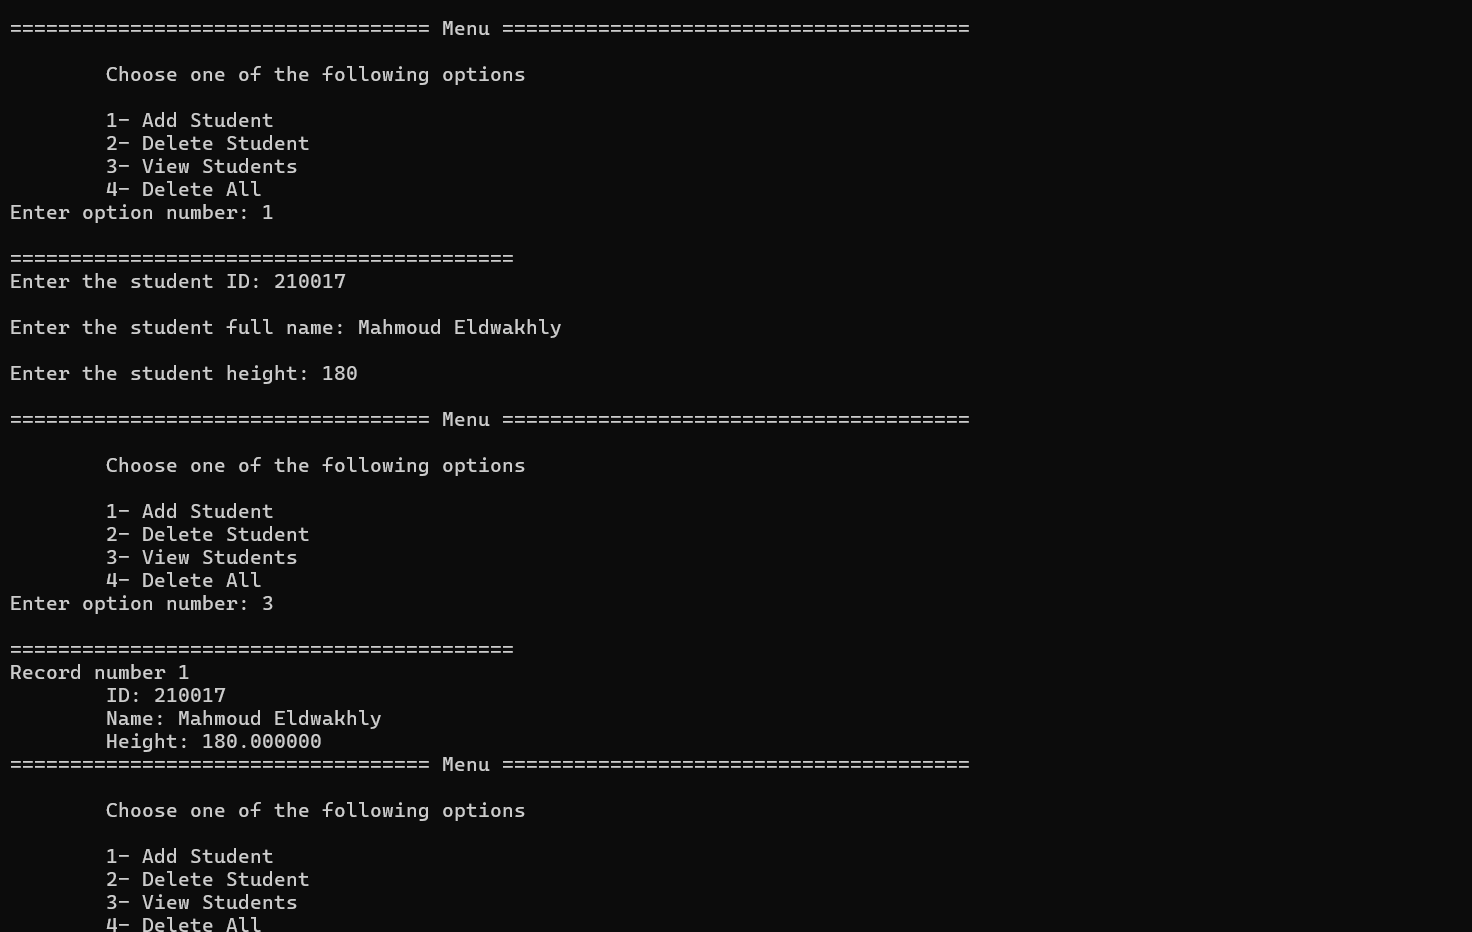 =================================== Menu =======================================
Choose one of the following options
1- Add Student
2- Delete Student
3- View Students
4- Delete All
Enter option number: 1
==========================================
Enter the student ID: 210017
Enter the student full name: Mahmoud Eldwakhly
Enter the student height: 180
=================================== Menu =======================================
Choose one of the following options
1- Add Student
2- Delete Student
3- View Students
4- Delete All
Enter option number: 3
==========================================
Record number 1
ID: 210017
Name: Mahmoud Eldwakhly
Height: 180.000000
=================================== Menu =======================================
Choose one of the following options
1- Add Student
2- Delete Student
3- View Students
4- Delete All